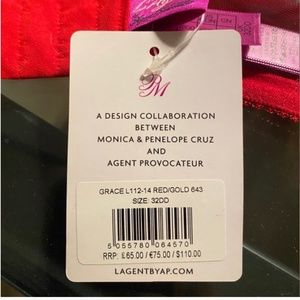 A DESIGN COLLABORATION
BETWEEN
MONICA & PENELOPE CRUZ
AND
AGENT PROVOCATEUR
GRACE L112-14 RED/GOLD 643
SIZE: 32DD
5 055780 064570
RRP: £65.00 / €75.00 / $110.00
LAGENTBYAP.COM
32DD